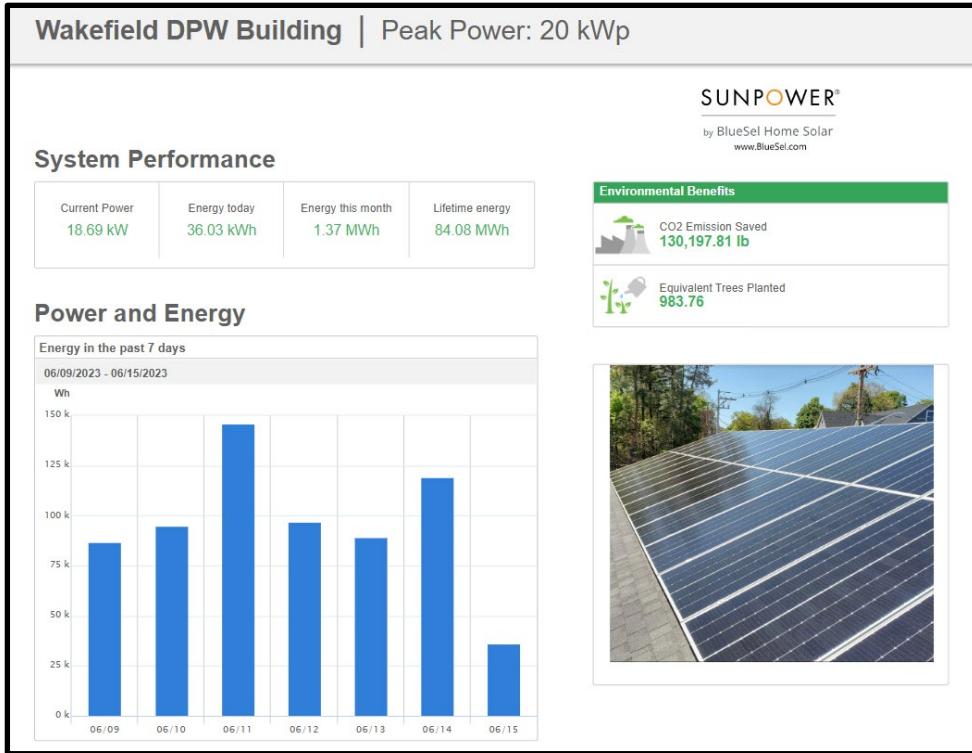 Wakefield DPW Building | Peak Power: 20 kWp
SUNPOWER®
by BlueSel Home Solar
www.BlueSel.com
System Performance
Current Power
18.69 kW
Energy today
36.03 kWh
Energy this month
1.37 MWh
Lifetime energy
84.08 MWh
Environmental Benefits
CO2 Emission Saved
130,197.81 lb
Equivalent Trees Planted
983.76
Power and Energy
Energy in the past 7 days
06/09/2023 - 06/15/2023
Wh
150 k
125 k
100 k
75 k
50 k
25 k
0 k
06/09 06/10 06/11 06/12 06/13 06/14 06/15